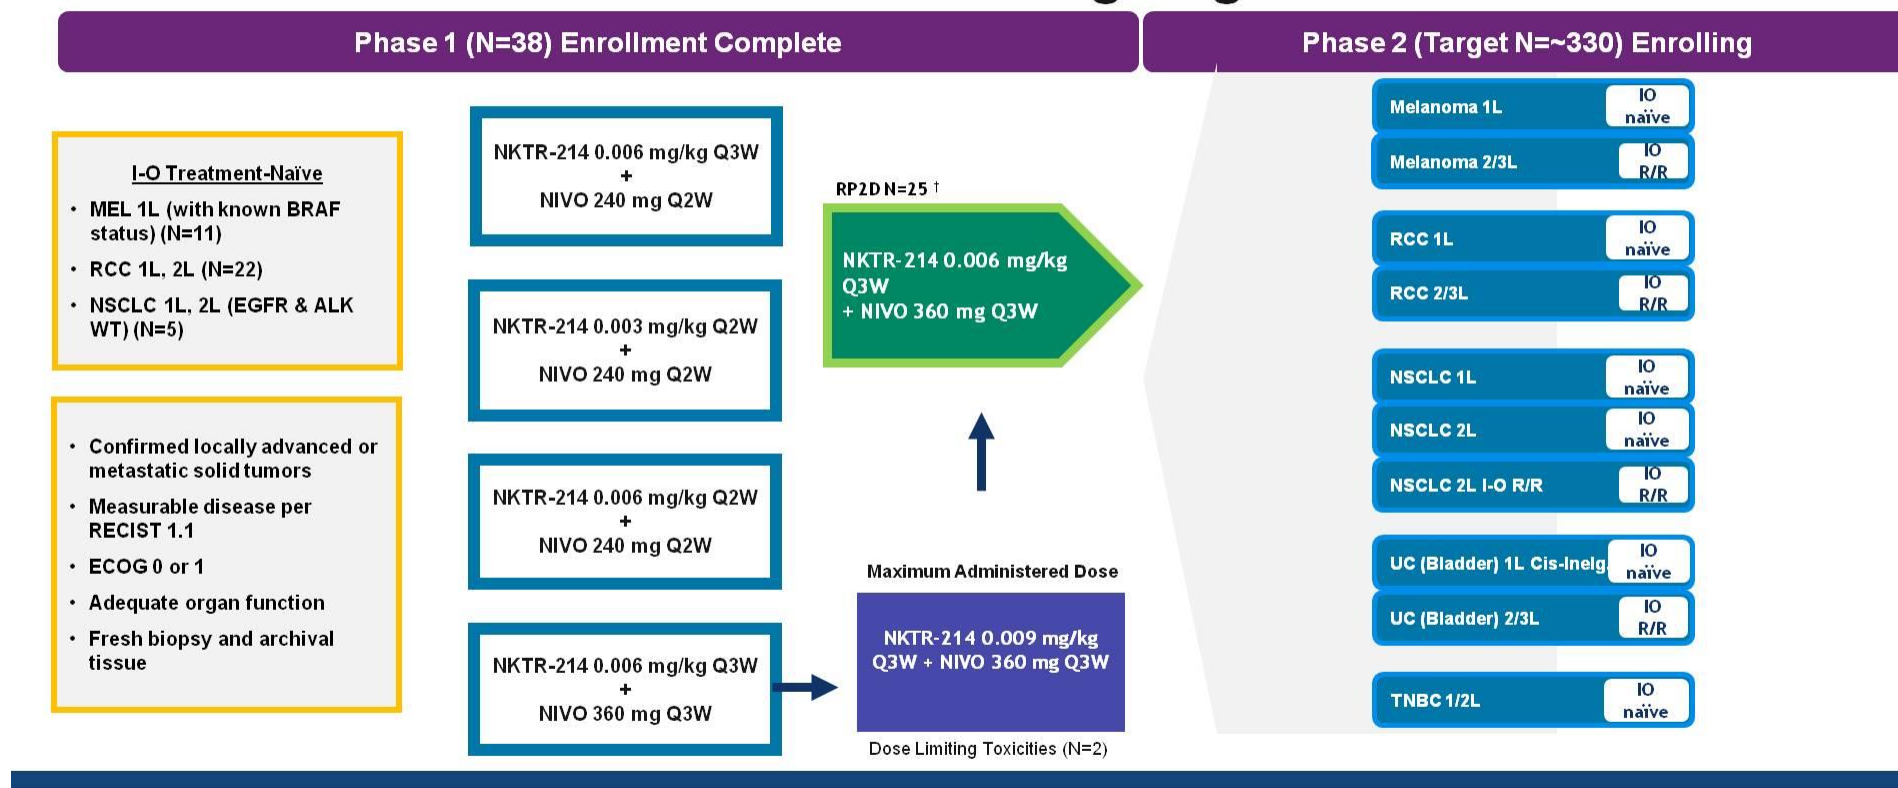 Phase 1 (N=38) Enrollment Complete
Phase 2 (Target N=~330) Enrolling
I-O Treatment-Naïve
• MEL 1L (with known BRAF
status) (N=11)
• RCC 1L, 2L (N=22)
• NSCLC 1L, 2L (EGFR & ALK
WT) (N=5)
• Confirmed locally advanced or
metastatic solid tumors
• Measurable disease per
RECIST 1.1
• ECOG 0 or 1
• Adequate organ function
• Fresh biopsy and archival
tissue
NKTR-214 0.006 mg/kg Q3W
+
NIVO 240 mg Q2W
NKTR-214 0.003 mg/kg Q2W
+
NIVO 240 mg Q2W
NKTR-214 0.006 mg/kg Q2W
+
NIVO 240 mg Q2W
NKTR-214 0.006 mg/kg Q3W
+
NIVO 360 mg Q3W
RP2D N=25 †
NKTR-214 0.006 mg/kg
Q3W
+ NIVO 360 mg Q3W
Maximum Administered Dose
NKTR-214 0.009 mg/kg
Q3W + NIVO 360 mg Q3W
Dose Limiting Toxicities (N=2)
Melanoma 1L
IO
naïve
Melanoma 2/3L
IO
R/R
RCC 1L
IO
naïve
RCC 2/3L
IO
R/R
NSCLC 1L
IO
naïve
NSCLC 2L
IO
naïve
NSCLC 2L I-O R/R
IO
R/R
UC (Bladder) 1L Cis-Inelg.
IO
naïve
UC (Bladder) 2/3L
IO
R/R
TNBC 1/2L
IO
naïve